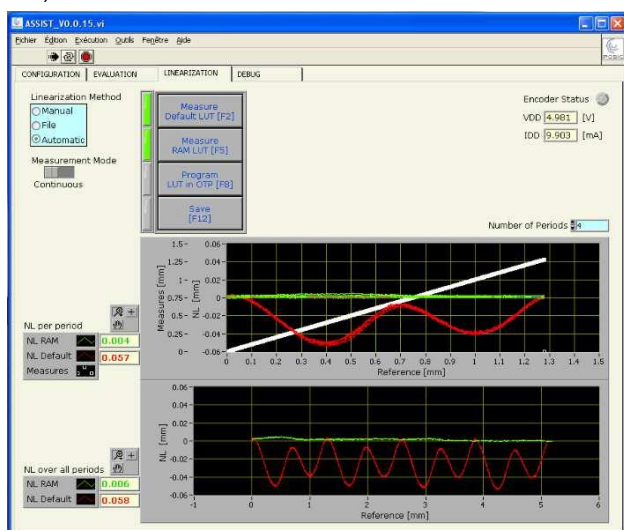 ASSIST_V0.0.15.vi
Fichier Édition Exécution Outils Fenêtre Aide
POSIC
CONFIGURATION EVALUATION LINEARIZATION DEBUG
Linearization Method
Manual
File
Automatic
Measurement Mode
Continuous
Measure
Default LUT [F2]
Measure
RAM LUT [F5]
Program
LUT in OTP [F8]
Save
[F12]
Encoder Status
VDD 4.981 [V]
IDD 9.903 [mA]
Number of Periods 4
NL per period
NL RAM 0.004
NL Default 0.057
Measures
Measures [mm]
1.5
1.25
1
0.75
0.5
0.25
0
NL [mm]
0.06
0.04
0.02
0
-0.02
-0.04
-0.06
0 0.1 0.2 0.3 0.4 0.5 0.6 0.7 0.8 0.9 1 1.1 1.2 1.3 1.4 1.5
Reference [mm]
NL over all periods
NL RAM 0.006
NL Default 0.058
NL [mm]
0.06
0.04
0.02
0
-0.02
-0.04
-0.06
-1 0 1 2 3 4 5 6
Reference [mm]